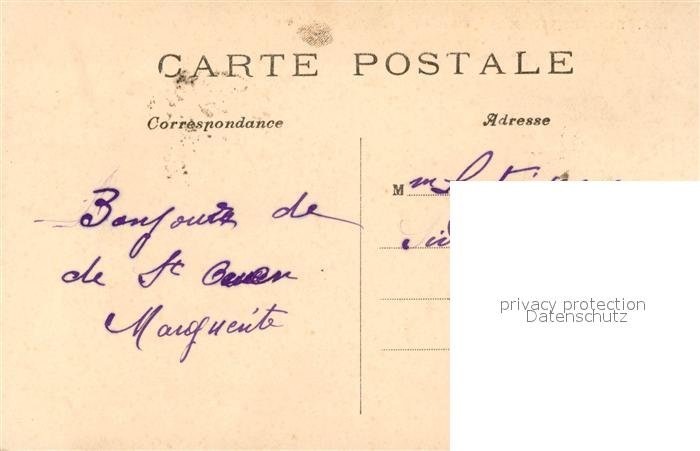 CARTE POSTALE
Correspondance
Adresse
M
Bonjour de
de St Ouen
Marguerite
privacy protection
Datenschutz